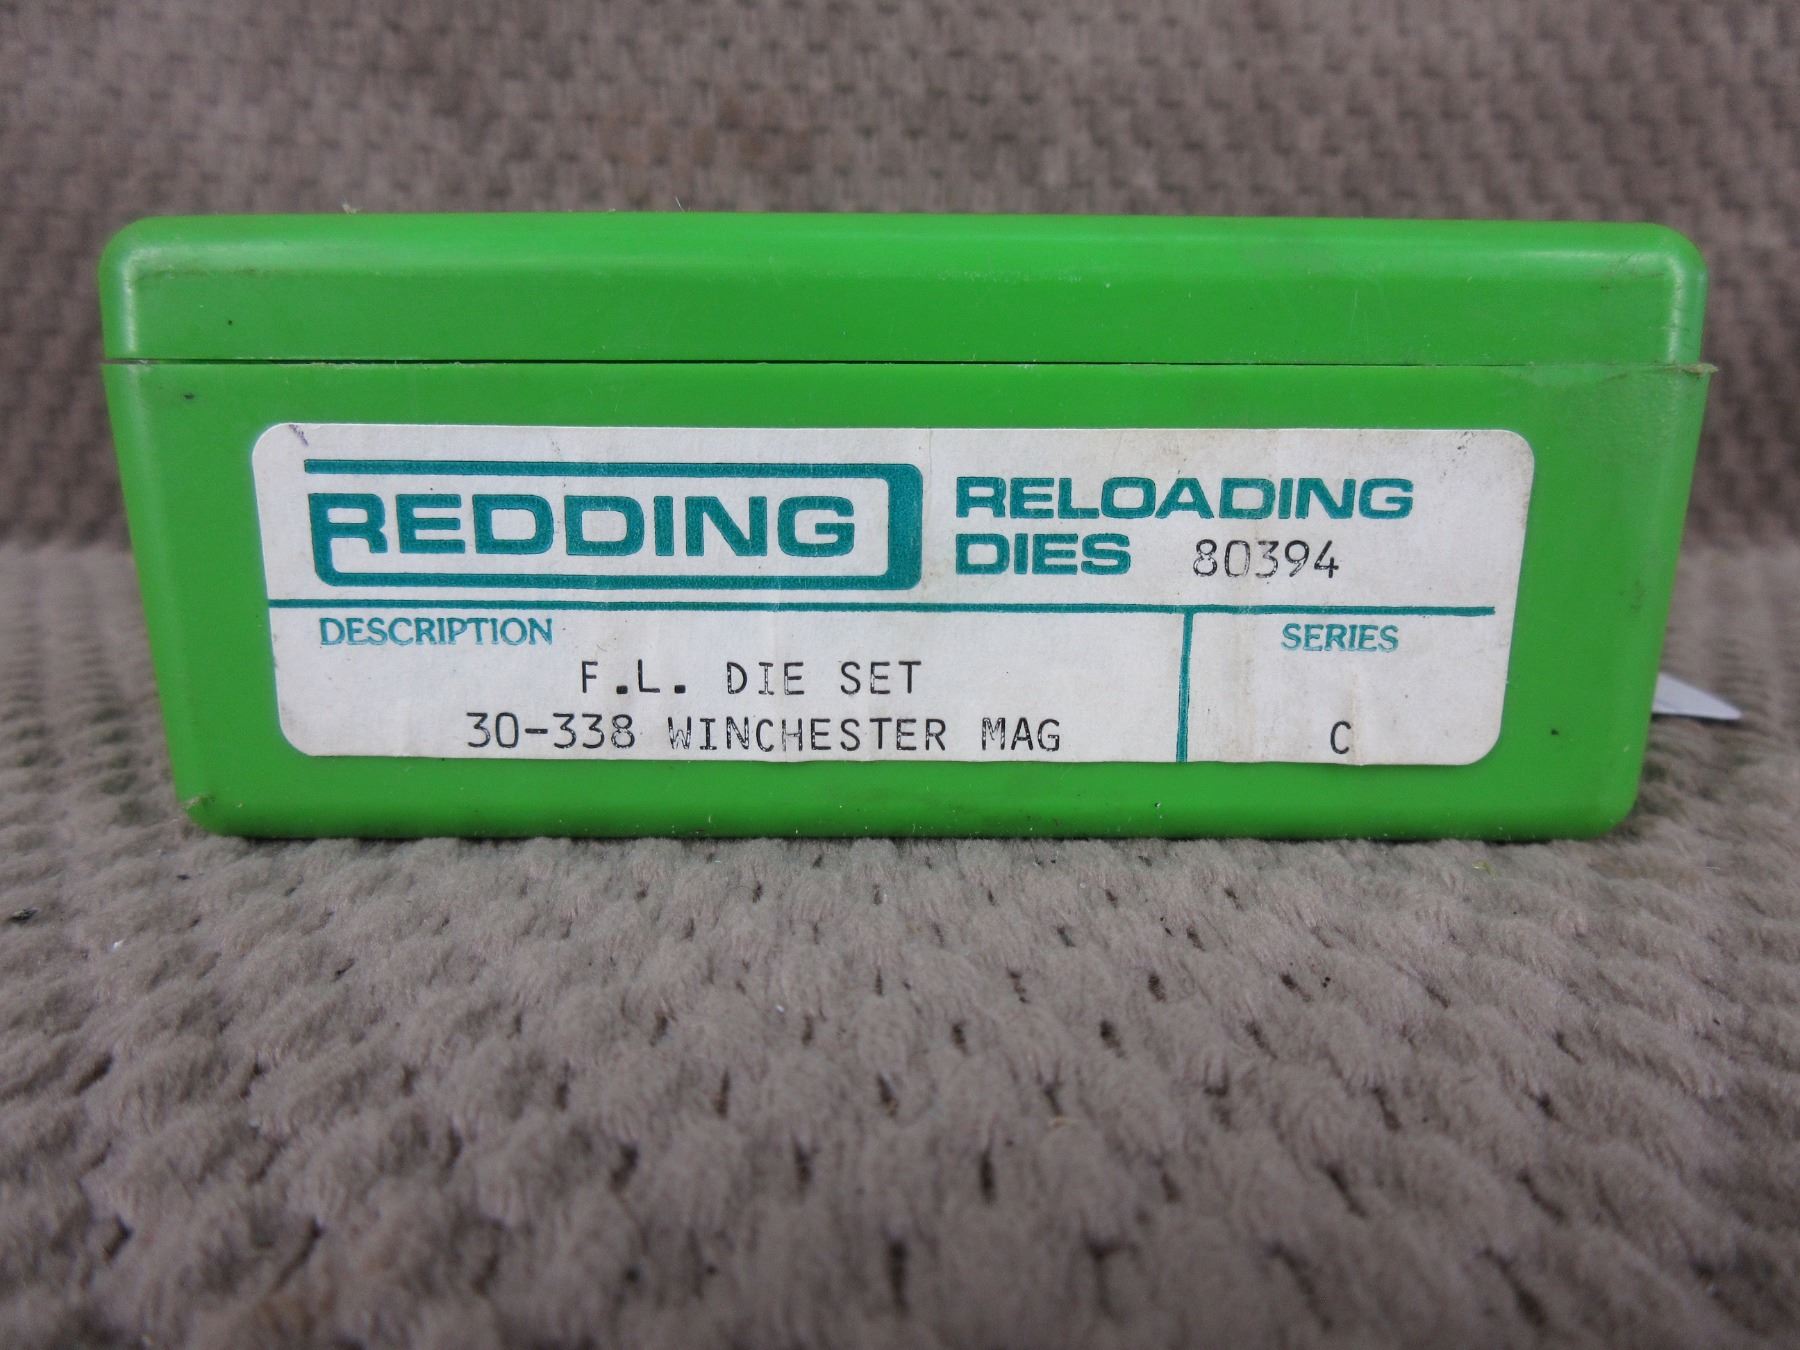 REDDING
RELOADING
DIES 80394
DESCRIPTION
F.L. DIE SET
30-338 WINCHESTER MAG
SERIES
C